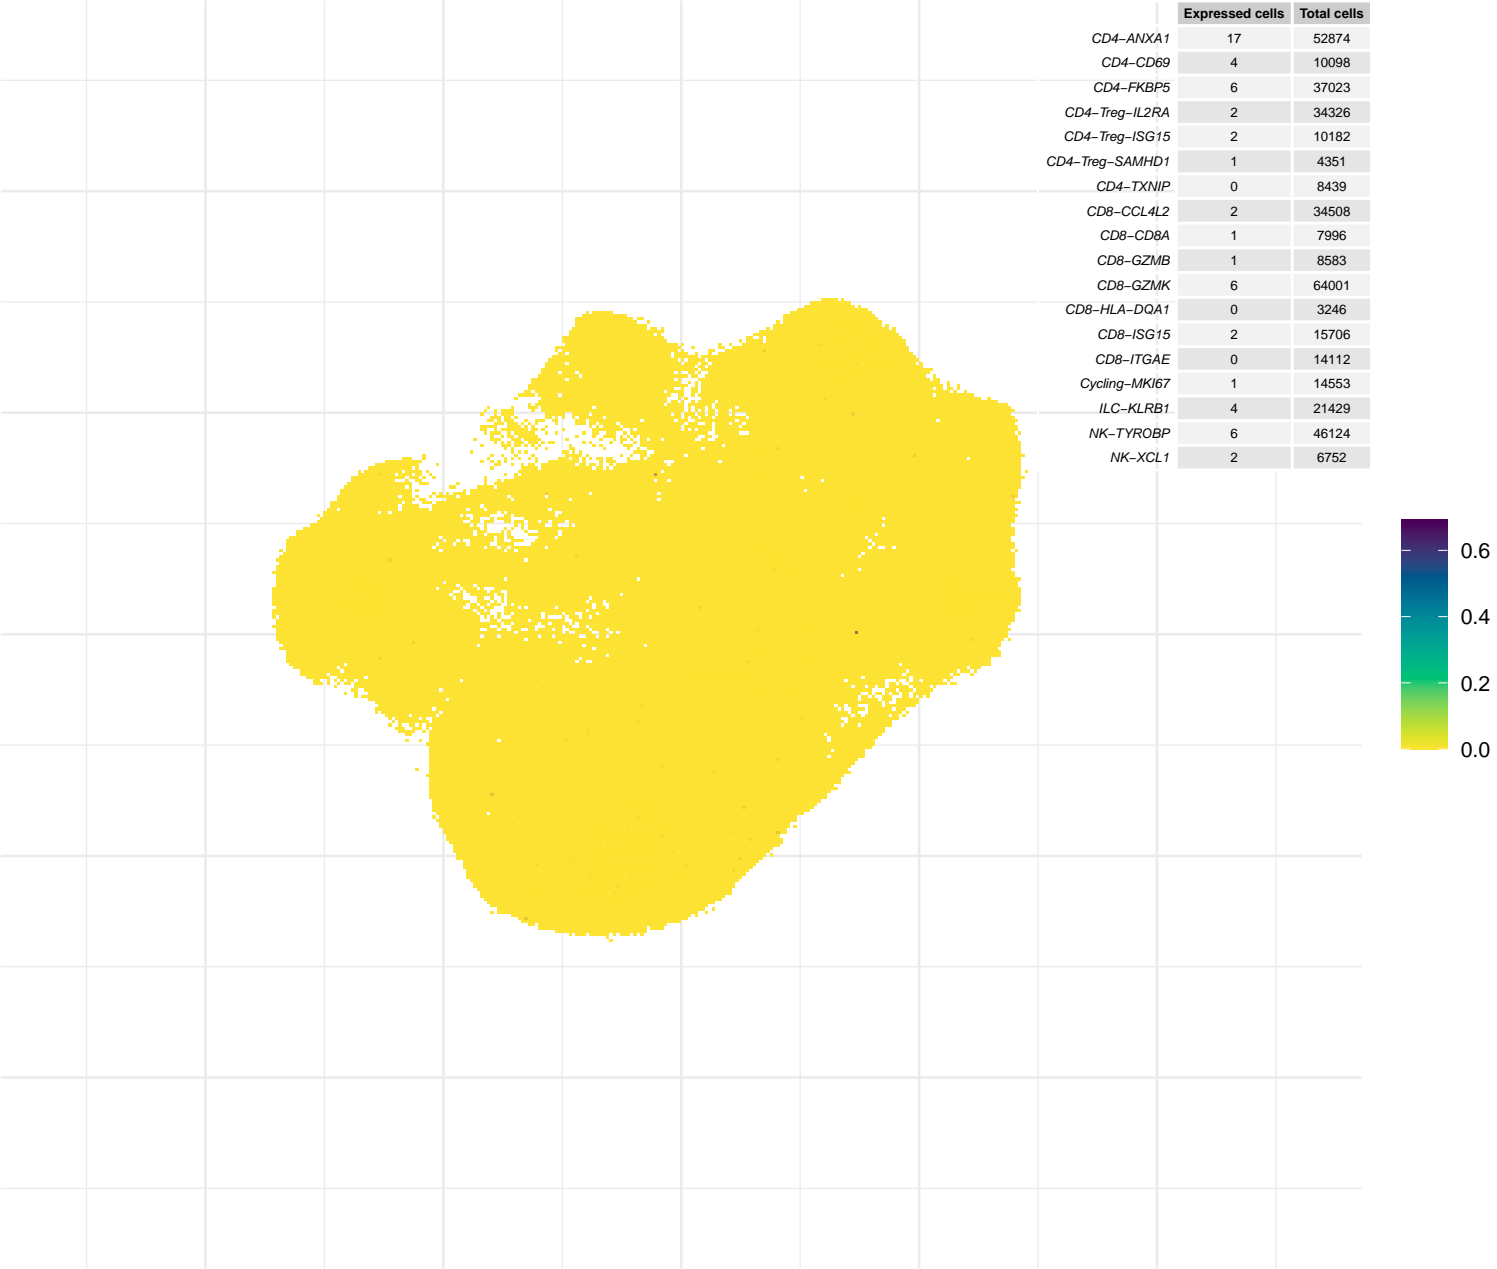 Expressed cells Total cells
CD4−ANXA1 17 52874
CD4−CD69 4 10098
CD4−FKBP5 6 37023
CD4−Treg−IL2RA 2 34326
CD4−Treg−ISG15 2 10182
CD4−Treg−SAMHD1 1 4351
CD4−TXNIP 0 8439
CD8−CCL4L2 2 34508
CD8−CD8A 1 7996
CD8−GZMB 1 8583
CD8−GZMK 6 64001
CD8−HLA−DQA1 0 3246
CD8−ISG15 2 15706
CD8−ITGAE 0 14112
Cycling−MKI67 1 14553
ILC−KLRB1 4 21429
NK−TYROBP 6 46124
NK−XCL1 2 6752
0.6
0.4
0.2
0.0